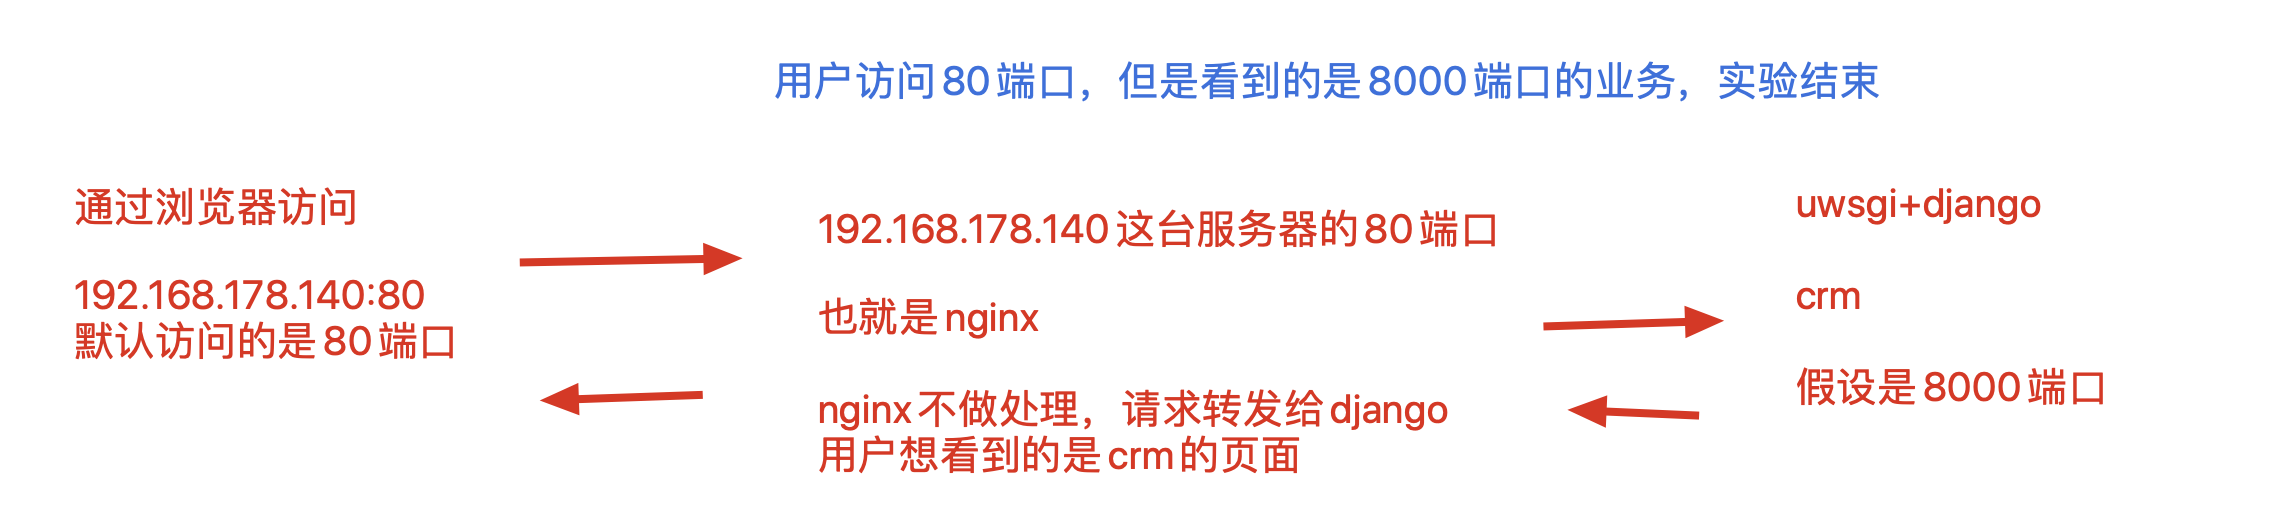 用户访问80端口，但是看到的是8000端口的业务，实验结束
通过浏览器访问
192.168.178.140:80
默认访问的是80端口
192.168.178.140这台服务器的80端口
也就是nginx
nginx不做处理，请求转发给django
用户想看到的是crm的页面
uwsgi+django
crm
假设是8000端口